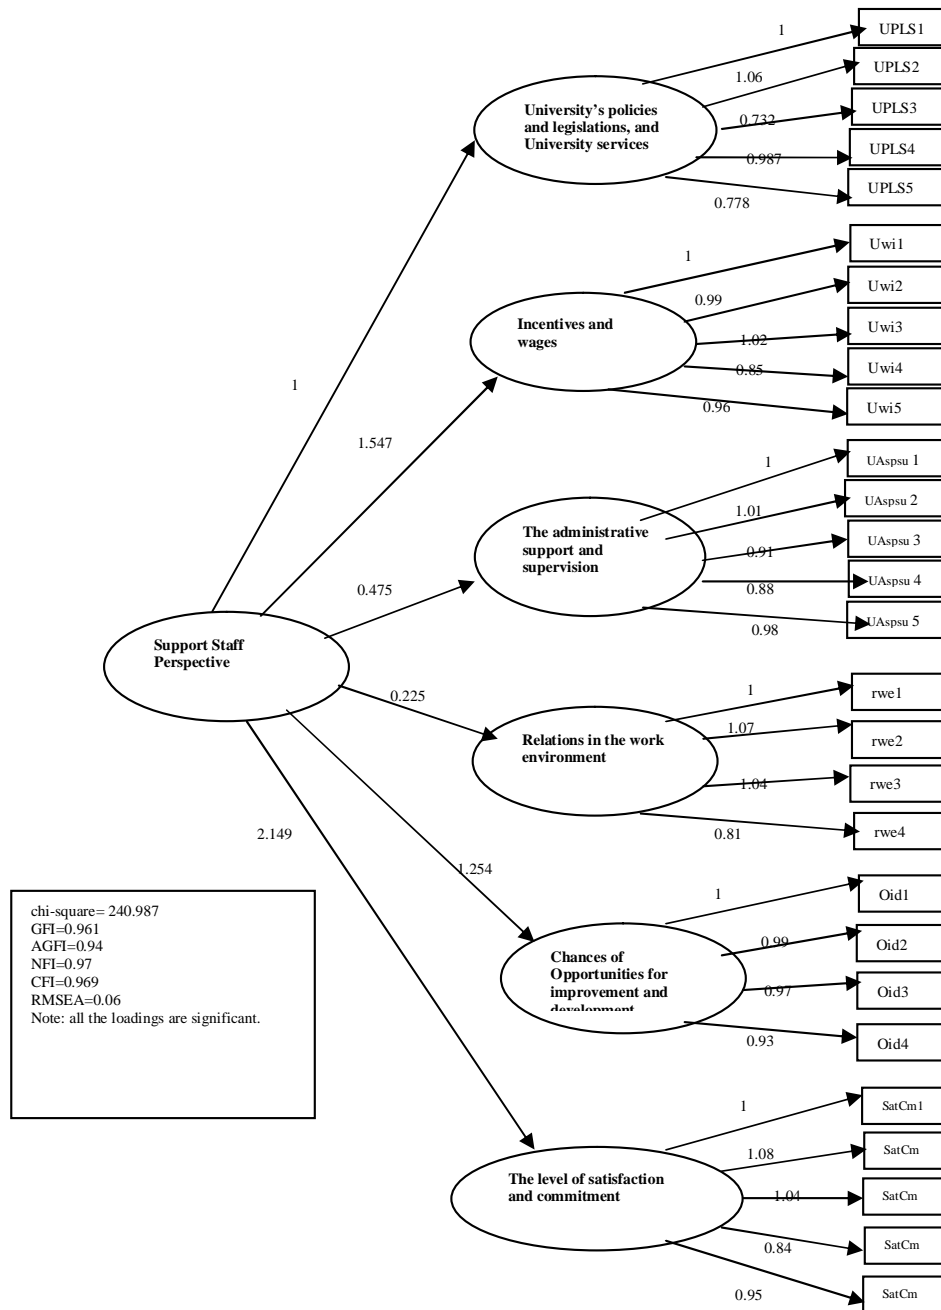 1
UPLS1
1.06
UPLS2
University's policies
and legislations, and
University services
0.732
UPLS3
0.987
UPLS4
0.778
UPLS5
1
Uwi1
0.99
Uwi2
Incentives and
wages
1.02
Uwi3
0.85
Uwi4
0.96
Uwi5
1
1.547
1
UAspsu 1
1.01
UAspsu 2
The administrative
support and
supervision
0.91
UAspsu 3
0.88
UAspsu 4
0.98
UAspsu 5
0.475
Support Staff
Perspective
0.225
1
rwe1
1.07
rwe2
Relations in the work
environment
1.04
rwe3
0.81
rwe4
2.149
1.254
1
Oid1
0.99
Oid2
Chances of
Opportunities for
improvement and
development
0.97
Oid3
0.93
Oid4
chi-square= 240.987
GFI=0.961
AGFI=0.94
NFI=0.97
CFI=0.969
RMSEA=0.06
Note: all the loadings are significant.
1
SatCm1
1.08
SatCm
The level of satisfaction
and commitment
1.04
SatCm
0.84
SatCm
0.95
SatCm